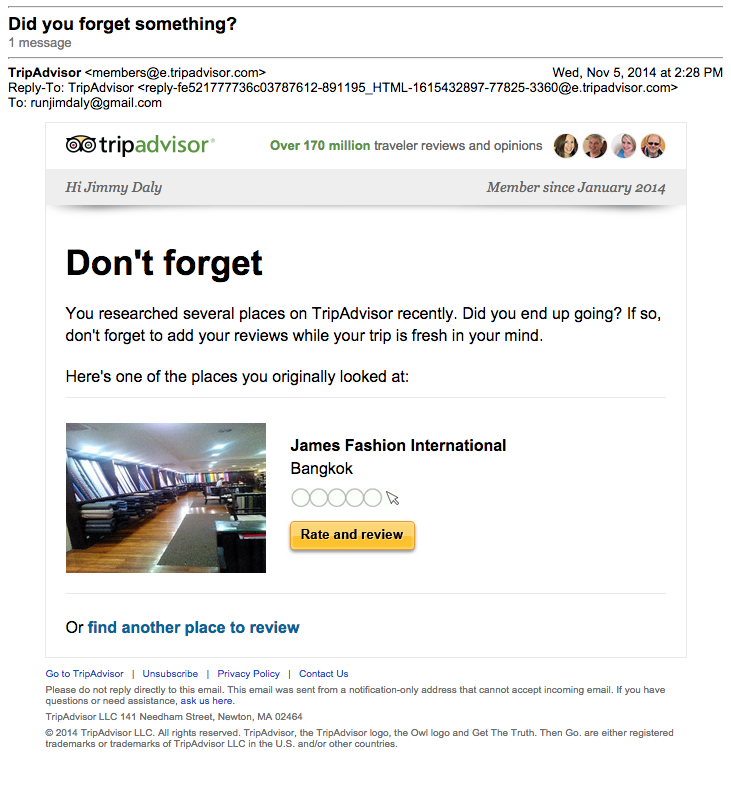 Did you forget something?
1 message
TripAdvisor <members@e.tripadvisor.com> Wed, Nov 5, 2014 at 2:28 PM
Reply-To: TripAdvisor <reply-fe521777736c03787612-891195_HTML-1615432897-77825-3360@e.tripadvisor.com>
To: runjimdaly@gmail.com
tripadvisor® Over 170 million traveler reviews and opinions
Hi Jimmy Daly Member since January 2014
Don't forget
You researched several places on TripAdvisor recently. Did you end up going? If so,
don't forget to add your reviews while your trip is fresh in your mind.
Here's one of the places you originally looked at:
James Fashion International
Bangkok
Rate and review
Or find another place to review
Go to TripAdvisor | Unsubscribe | Privacy Policy | Contact Us
Please do not reply directly to this email. This email was sent from a notification-only address that cannot accept incoming email. If you have
questions or need assistance, ask us here.
TripAdvisor LLC 141 Needham Street, Newton, MA 02464
© 2014 TripAdvisor LLC. All rights reserved. TripAdvisor, the TripAdvisor logo, the Owl logo and Get The Truth. Then Go. are either registered
trademarks or trademarks of TripAdvisor LLC in the U.S. and/or other countries.